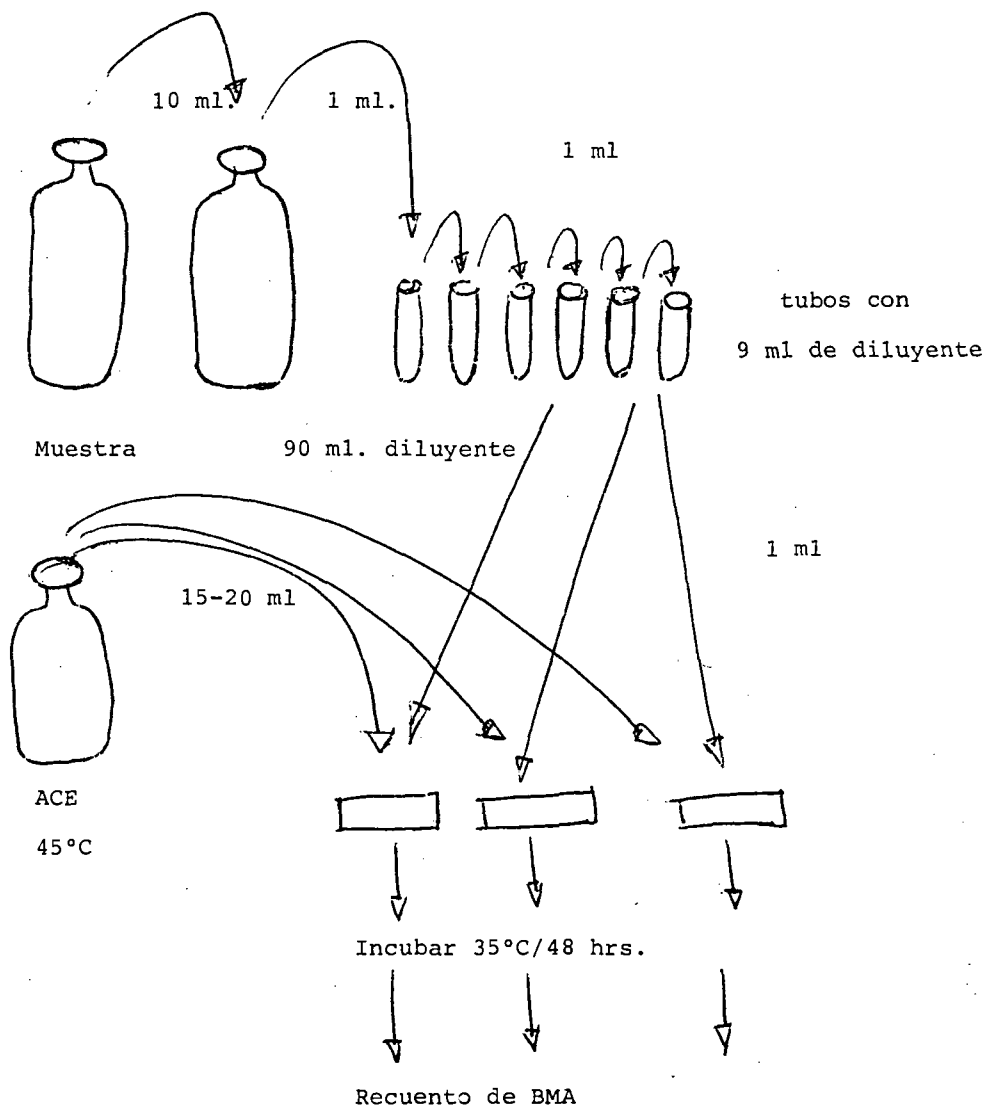 10 ml.
1 ml.
1 ml
tubos con
9 ml de diluyente
Muestra
90 ml. diluyente
1 ml
15-20 ml
ACE
45°C
Incubar 35°C/48 hrs.
Recuento de BMA